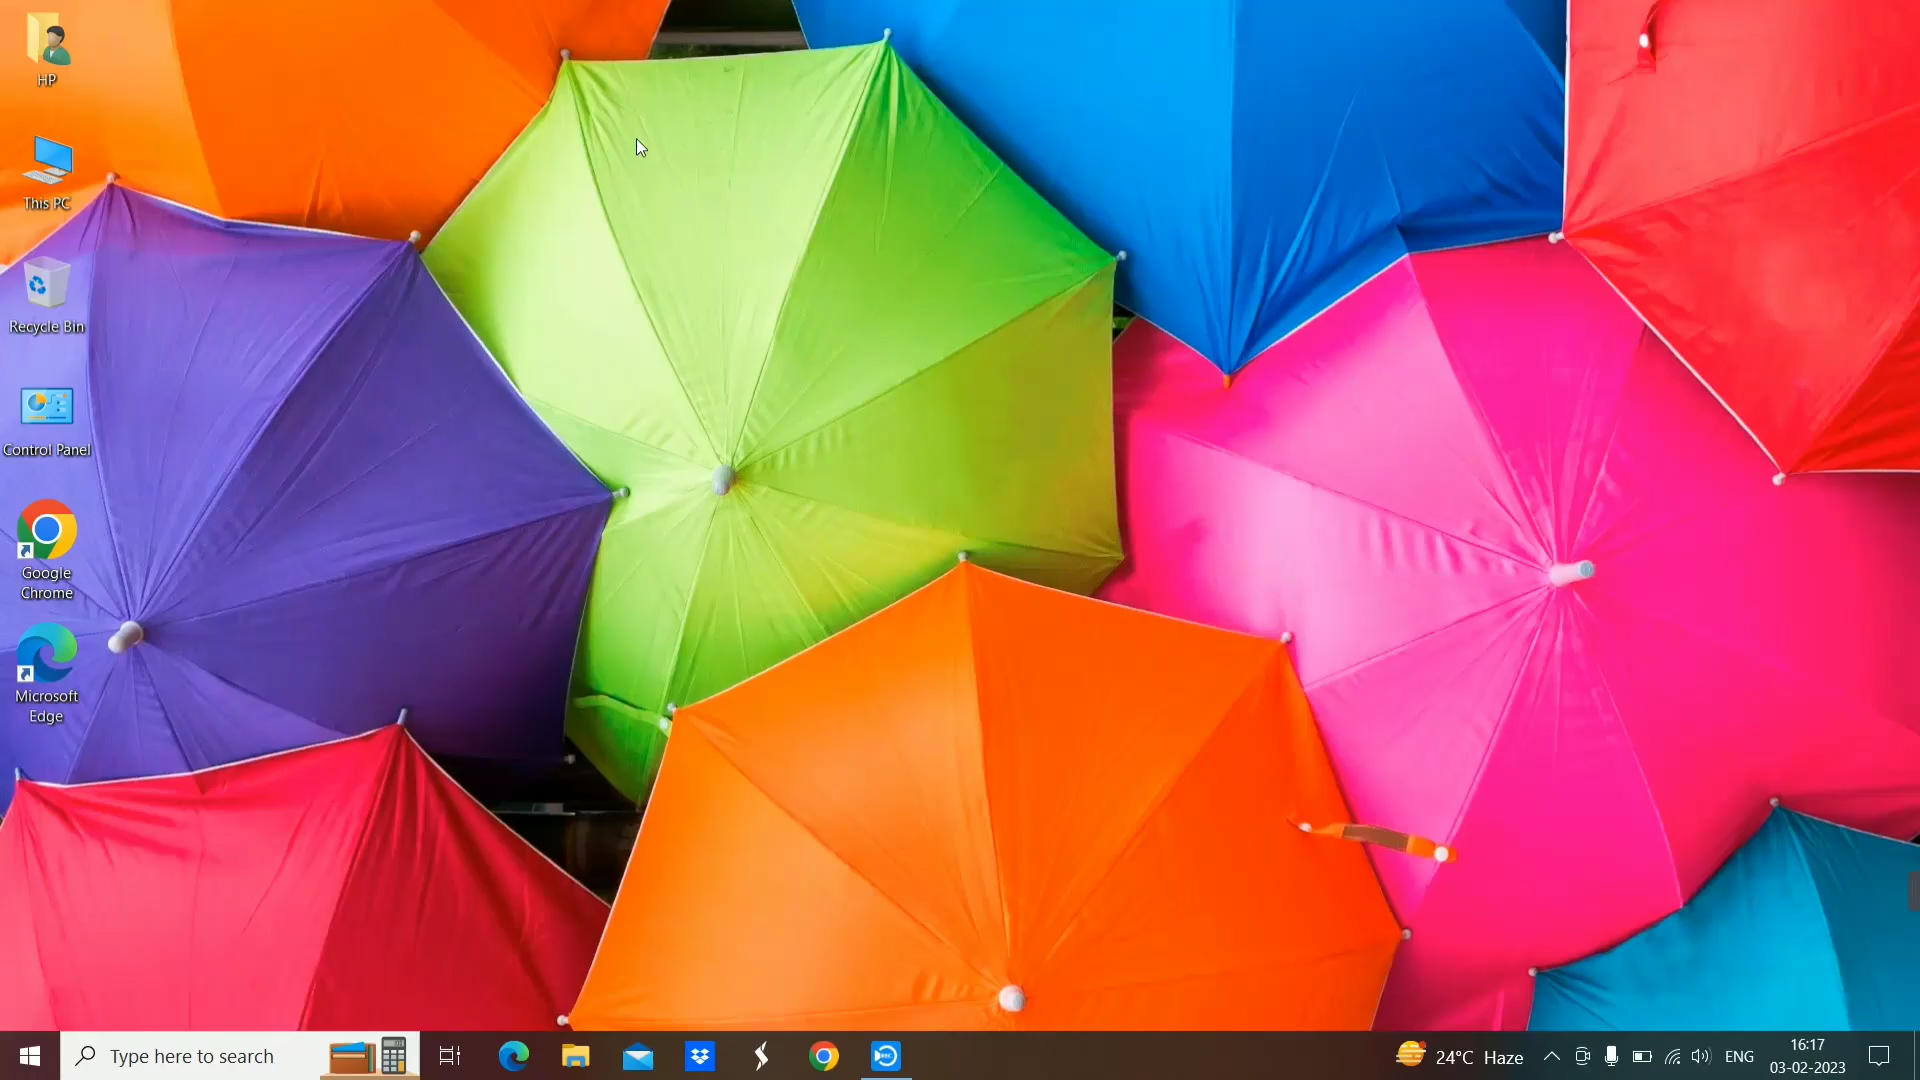 HP
This PC
Recycle Bin
Control Panel
Google
Chrome
Microsoft
Edge
Type here to search
REC
24°C Haze
ENG
16:17
03-02-2023